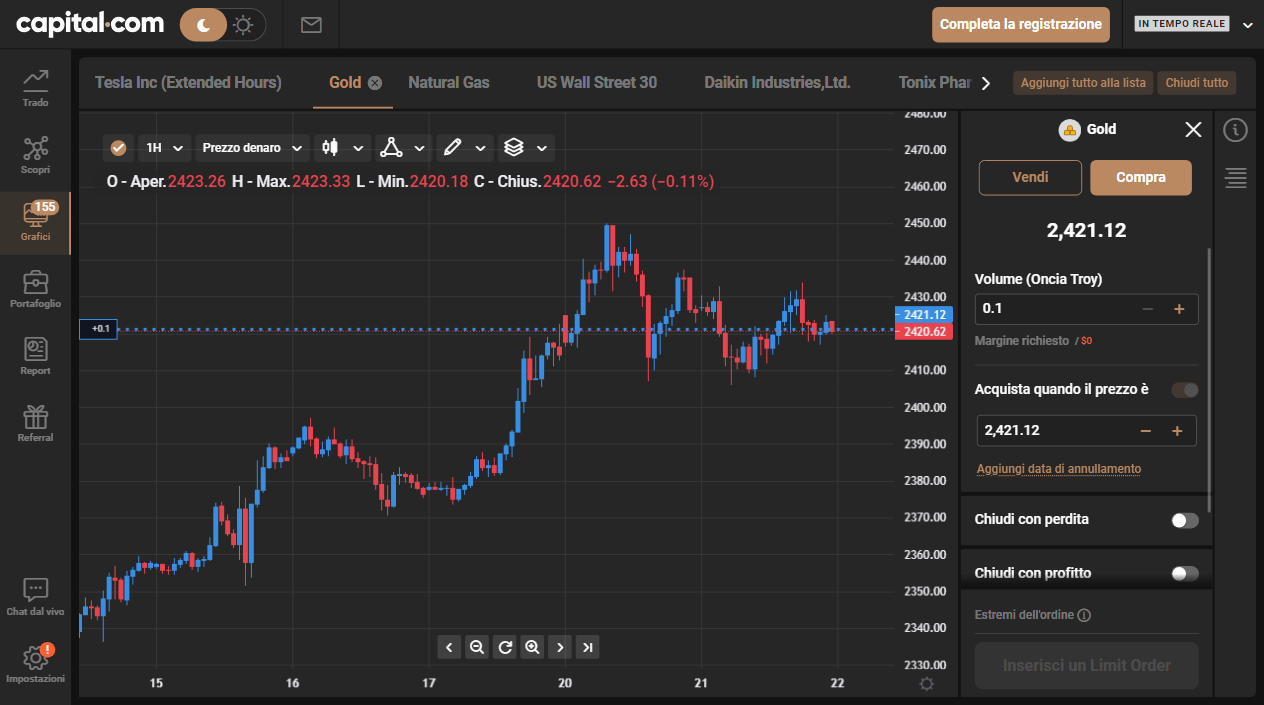 capital.com
Completa la registrazione
IN TEMPO REALE
Trado
Scopri
155
Grafici
Portafoglio
Report
Referral
Chat dal vivo
!
Impostazioni
Tesla Inc (Extended Hours)
Gold
Natural Gas
US Wall Street 30
Daikin Industries,Ltd.
Tonix Phar
Aggiungi tutto alla lista
Chiudi tutto
1H
Prezzo denaro
O - Aper.2423.26 H - Max.2423.33 L - Min.2420.18 C - Chius.2420.62 −2.63 (−0.11%)
+0.1
2480.00
2470.00
2460.00
2450.00
2440.00
2430.00
2421.12
2420.62
2410.00
2400.00
2390.00
2380.00
2370.00
2360.00
2350.00
2340.00
2330.00
15
16
17
20
21
22
Gold
Vendi
Compra
2,421.12
Volume (Oncia Troy)
0.1
Margine richiesto / $0
Acquista quando il prezzo è
2,421.12
Aggiungi data di annullamento
Chiudi con perdita
Chiudi con profitto
Estremi dell'ordine
Inserisci un Limit Order